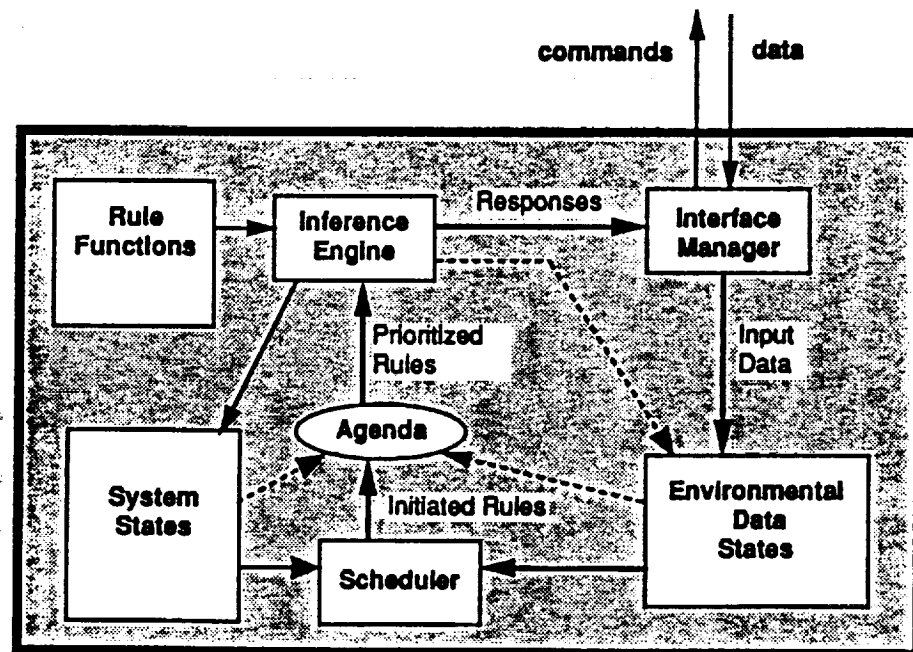 commands
data
Rule
Functions
Inference
Engine
Responses
Interface
Manager
Prioritized
Rules
Input
Data
Agenda
System
States
Initiated Rules
Environmental
Data
States
Scheduler